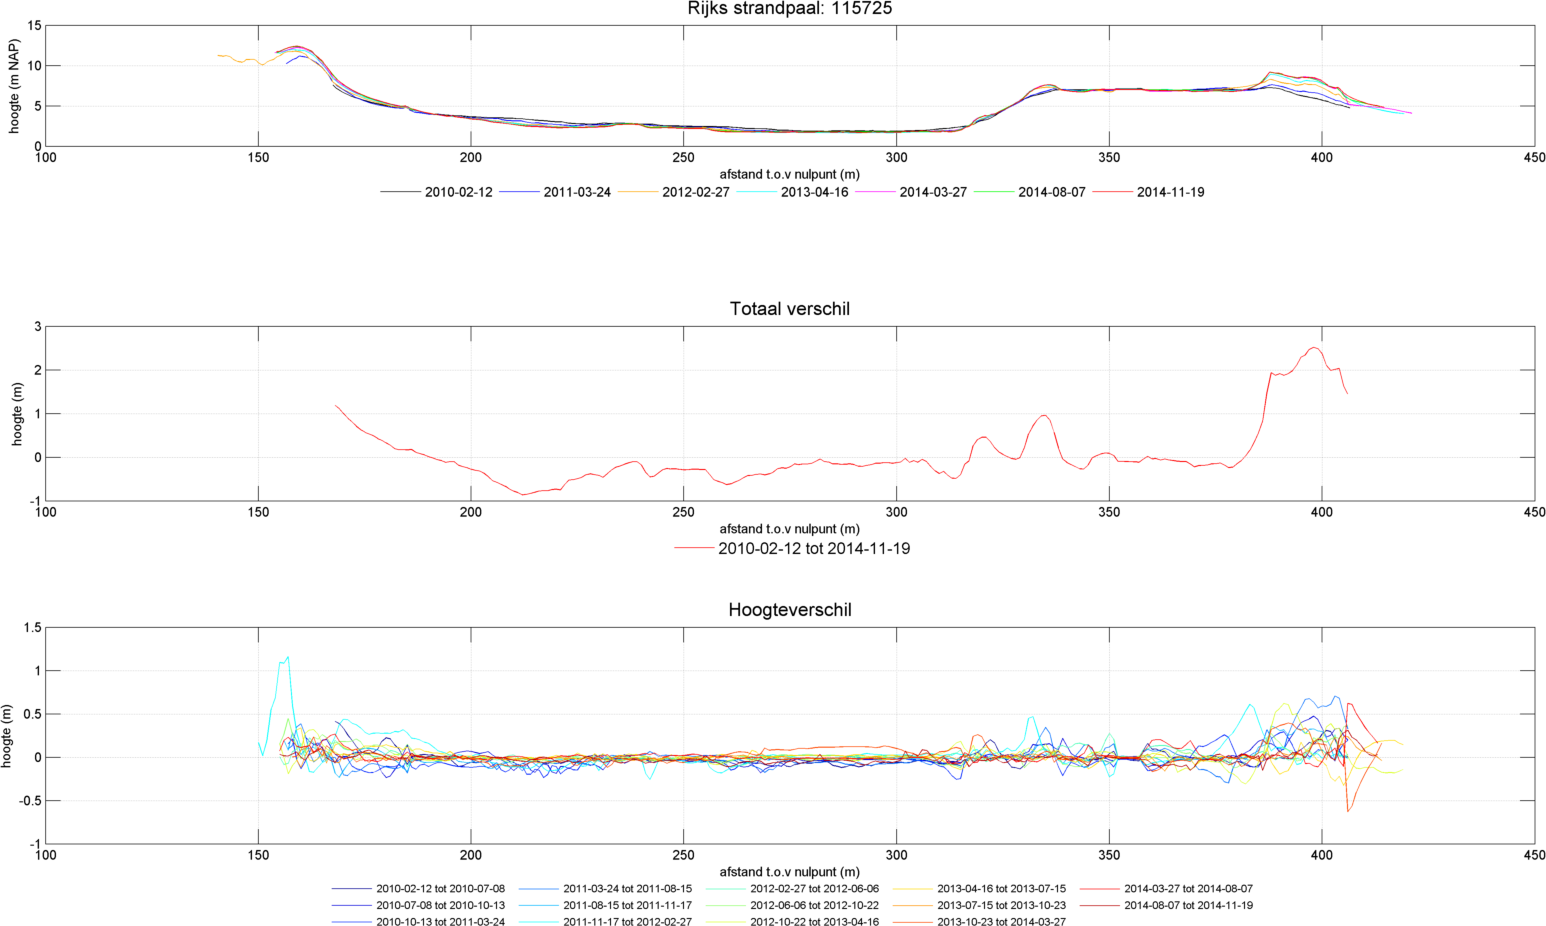 Rijks strandpaal: 115725
15
10
5
0
hoogte (m NAP)
100 150 200 250 300 350 400 450
afstand t.o.v nulpunt (m)
2010-02-12 2011-03-24 2012-02-27 2013-04-16 2014-03-27 2014-08-07 2014-11-19
Totaal verschil
3
2
1
0
-1
hoogte (m)
100 150 200 250 300 350 400 450
afstand t.o.v nulpunt (m)
2010-02-12 tot 2014-11-19
Hoogteverschil
1.5
1
0.5
0
-0.5
-1
hoogte (m)
100 150 200 250 300 350 400 450
afstand t.o.v nulpunt (m)
2010-02-12 tot 2010-07-08 2011-03-24 tot 2011-08-15 2012-02-27 tot 2012-06-06 2013-04-16 tot 2013-07-15 2014-03-27 tot 2014-08-07
2010-07-08 tot 2010-10-13 2011-08-15 tot 2011-11-17 2012-06-06 tot 2012-10-22 2013-07-15 tot 2013-10-23 2014-08-07 tot 2014-11-19
2010-10-13 tot 2011-03-24 2011-11-17 tot 2012-02-27 2012-10-22 tot 2013-04-16 2013-10-23 tot 2014-03-27